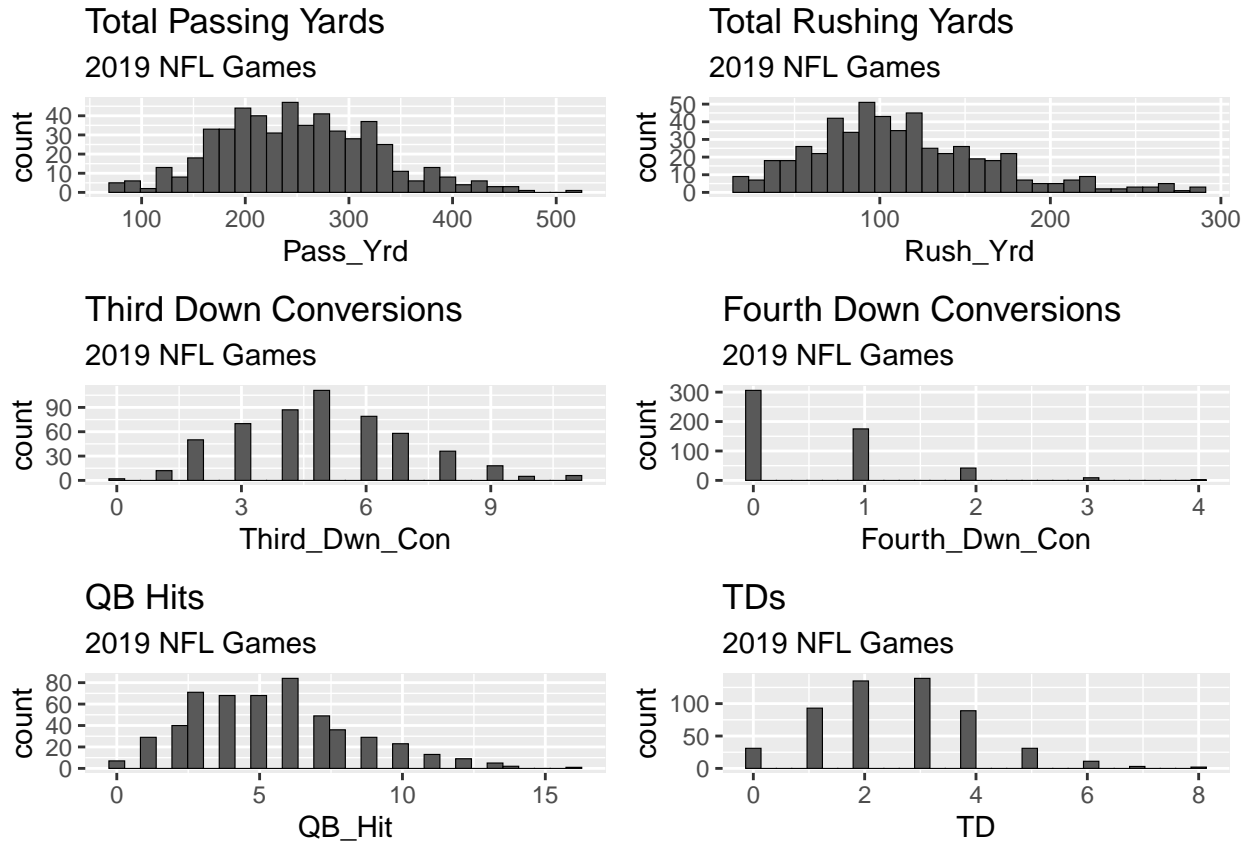 Total Passing Yards
2019 NFL Games
count
40
30
20
10
0
100
200
300
400
500
Pass_Yrd
Total Rushing Yards
2019 NFL Games
count
50
40
30
20
10
0
100
200
300
Rush_Yrd
Third Down Conversions
2019 NFL Games
count
90
60
30
0
0
3
6
9
Third_Dwn_Con
Fourth Down Conversions
2019 NFL Games
count
300
200
100
0
0
1
2
3
4
Fourth_Dwn_Con
QB Hits
2019 NFL Games
count
80
60
40
20
0
0
5
10
15
QB_Hit
TDs
2019 NFL Games
count
100
50
0
0
2
4
6
8
TD